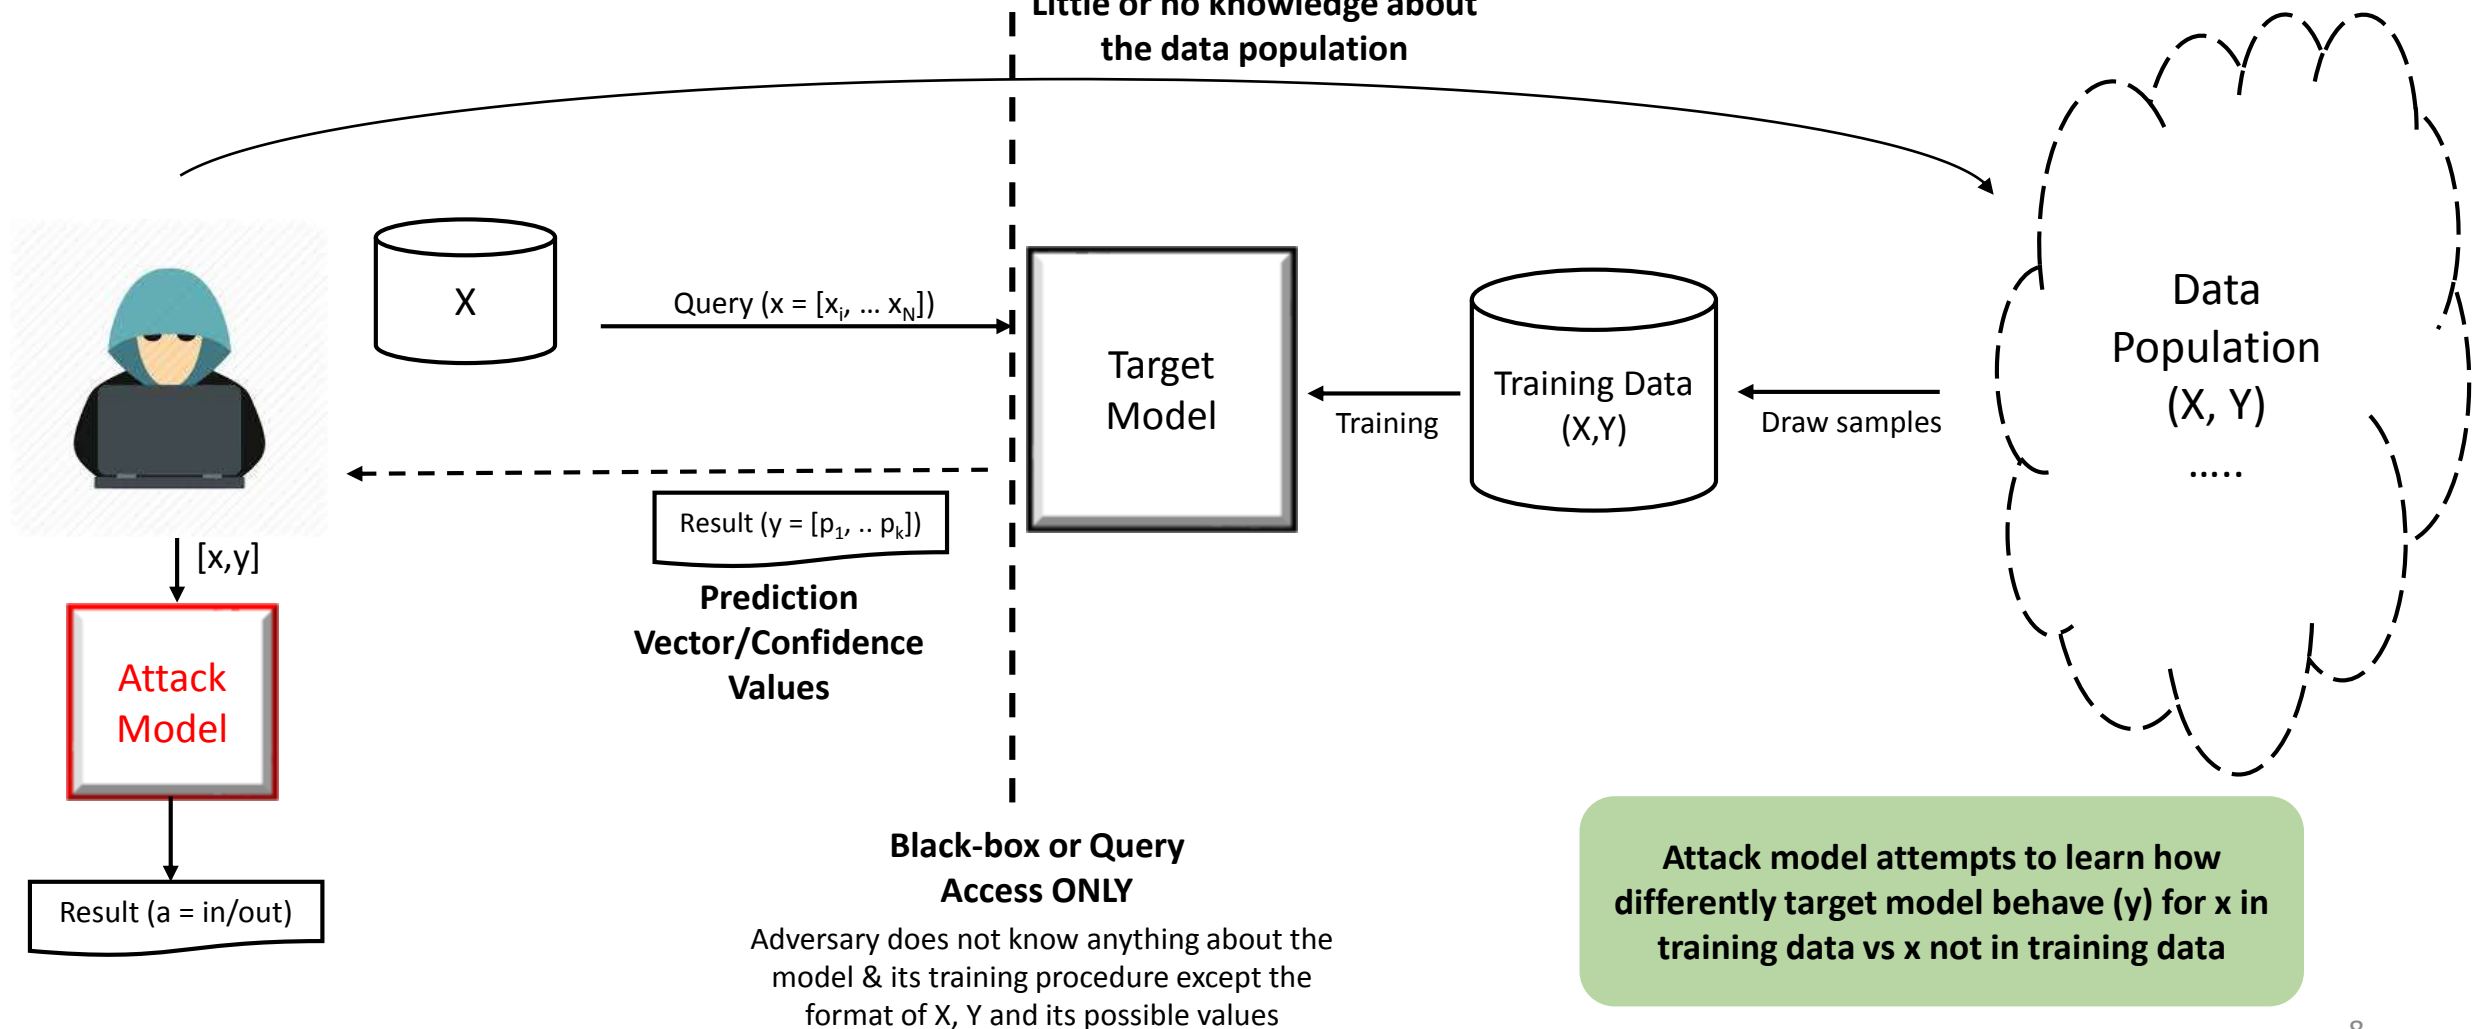 Little or no knowledge about
the data population
X
Query (x = [xi, ... xN])
Target
Model
Training Data
(X,Y)
Training
Draw samples
Data
Population
(X, Y)
.....
Result (y = [p1, .. pk])
Prediction
Vector/Confidence
Values
[x,y]
Attack
Model
Result (a = in/out)
Black-box or Query
Access ONLY
Adversary does not know anything about the
model & its training procedure except the
format of X, Y and its possible values
Attack model attempts to learn how
differently target model behave (y) for x in
training data vs x not in training data
8